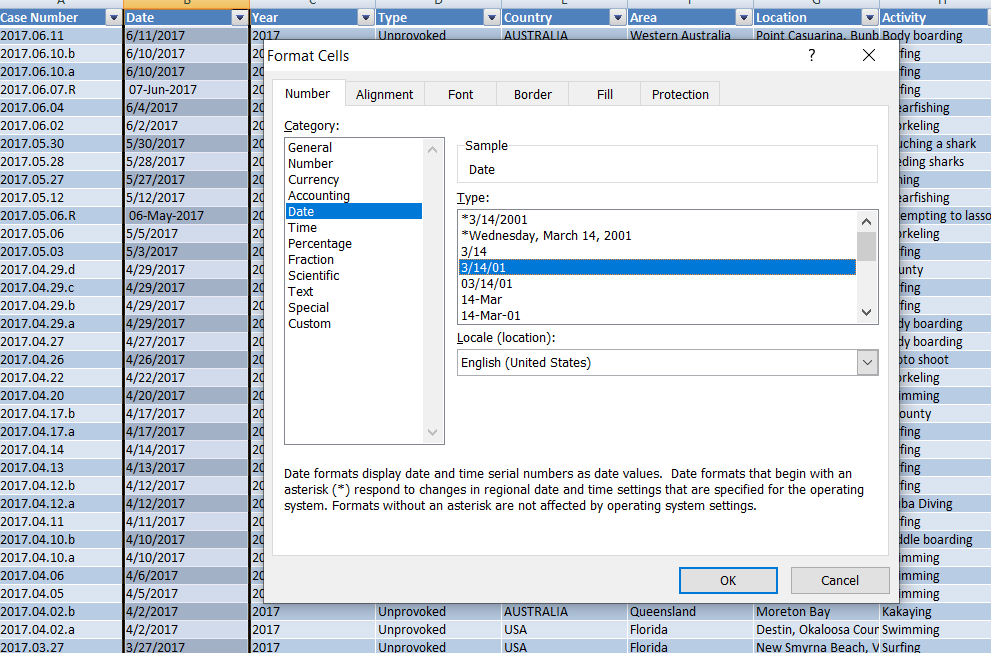 A B C D E F G H
Case Number Date Year Type Country Area Location Activity
2017.06.11 6/11/2017 2017 Unprovoked AUSTRALIA Western Australia Point Casuarina, Bunb Body boarding
Format Cells ?
2017.06.10.b 6/10/2017 fing
2017.06.10.a 6/10/2017 fing
2017.06.07.R 07-Jun-2017 fing
Number Alignment Font Border Fill Protection
2017.06.04 6/4/2017 earfishing
2017.06.02 6/2/2017 orkeling
Category:
2017.05.30 5/30/2017 uching a shark
General Sample
2017.05.28 5/28/2017 eding sharks
Number Date
2017.05.27 5/27/2017
Currency
2017.05.12 5/12/2017 earfishing
Accounting Type:
2017.05.06.R 06-May-2017 tempting to lasso
Date *3/14/2001
2017.05.06 5/5/2017 orkeling
Time *Wednesday, March 14, 2001
2017.05.03 5/3/2017 fing
Percentage 3/14
2017.04.29.d 4/29/2017 unty
Fraction 3/14/01
2017.04.29.c 4/29/2017 fing
Scientific 03/14/01
2017.04.29.b 4/29/2017 fing
Text 14-Mar
2017.04.29.a 4/29/2017 dy boarding
Special 14-Mar-01
Custom
2017.04.27 4/27/2017 dy boarding
Locale (location):
2017.04.26 4/26/2017 oto shoot
English (United States)
2017.04.22 4/22/2017 orkeling
2017.04.20 4/20/2017 imming
2017.04.17.b 4/17/2017 ounty
2017.04.17.a 4/17/2017 fing
2017.04.14 4/14/2017 fing
2017.04.13 4/13/2017 fing
Date formats display date and time serial numbers as date values. Date formats that begin with an
2017.04.12.b 4/12/2017 fing
asterisk (*) respond to changes in regional date and time settings that are specified for the operating
2017.04.12.a 4/12/2017 ba Diving
system. Formats without an asterisk are not affected by operating system settings.
2017.04.11 4/11/2017 fing
2017.04.10.b 4/10/2017 ddle boarding
2017.04.10.a 4/10/2017 imming
2017.04.06 4/6/2017 imming
OK Cancel
2017.04.05 4/5/2017 imming
2017.04.02.b 4/2/2017 2017 Unprovoked AUSTRALIA Queensland Moreton Bay Kakaying
2017.04.02.a 4/2/2017 2017 Unprovoked USA Florida Destin, Okaloosa Coun Swimming
2017.03.27 3/27/2017 2017 Unprovoked USA Florida New Smyrna Beach, V Surfing